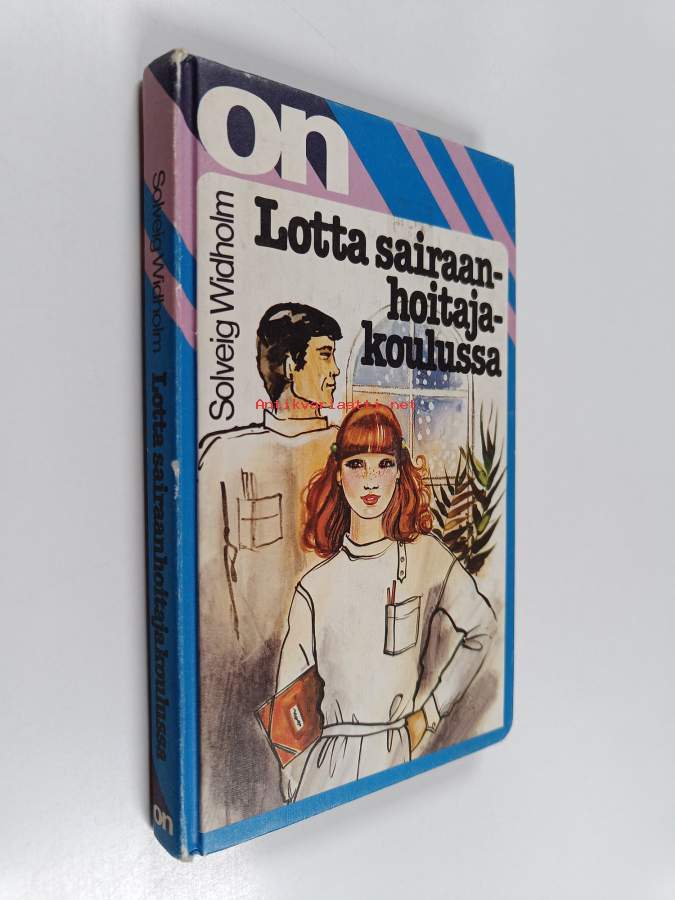 on
Solveig Widholm
Lotta sairaan-
hoitaja-
koulussa
Antikvariaatti.net
Solveig Widholm Lotta sairaanhoitajakoulussa
on